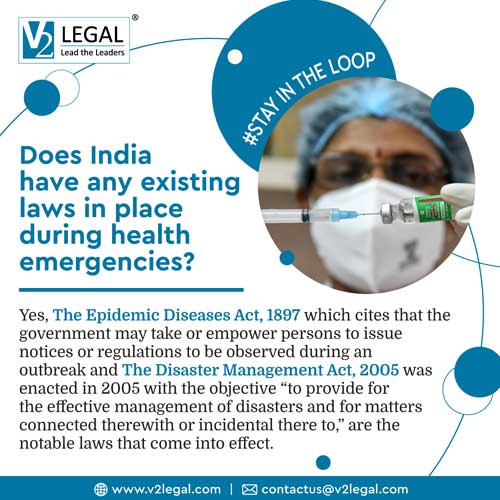 V2 LEGAL ®
Lead the Leaders
#STAY IN THE LOOP
Does India
have any existing
laws in place
during health
emergencies?
Yes, The Epidemic Diseases Act, 1897 which cites that the
government may take or empower persons to issue
notices or regulations to be observed during an
outbreak and The Disaster Management Act, 2005 was
enacted in 2005 with the objective “to provide for
the effective management of disasters and for matters
connected therewith or incidental there to,” are the
notable laws that come into effect.
www.v2legal.com | contactus@v2legal.com